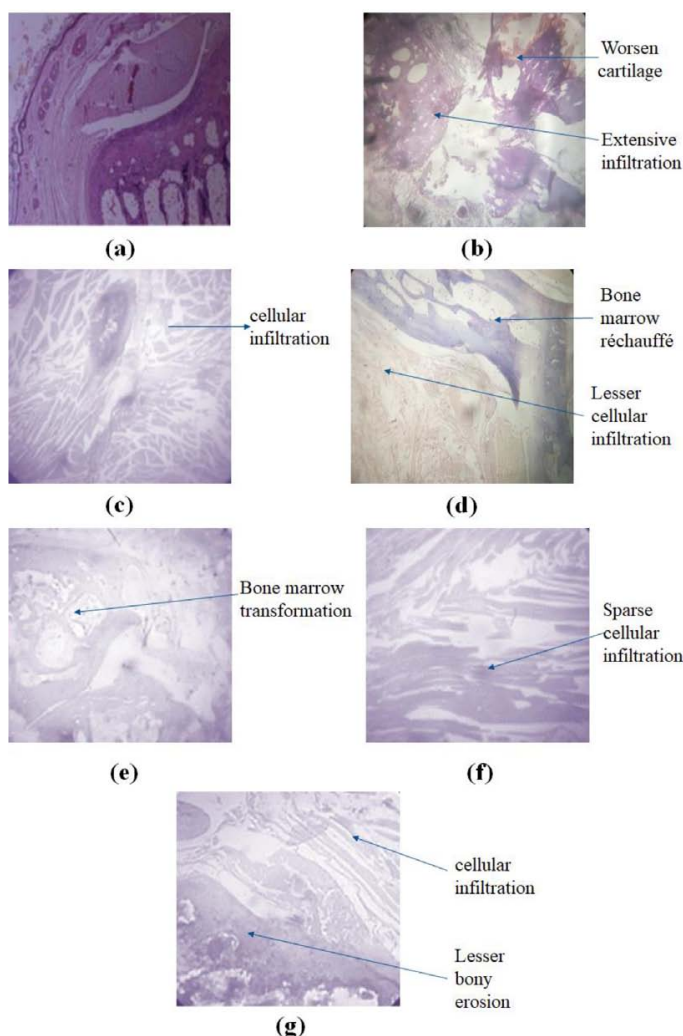 Worsen
cartilage
Extensive
infiltration
(a)
(b)
cellular
infiltration
Bone
marrow
réchauffé
Lesser
cellular
infiltration
(c)
(d)
Bone marrow
transformation
Sparse
cellular
infiltration
(e)
(f)
cellular
infiltration
Lesser
bony
erosion
(g)